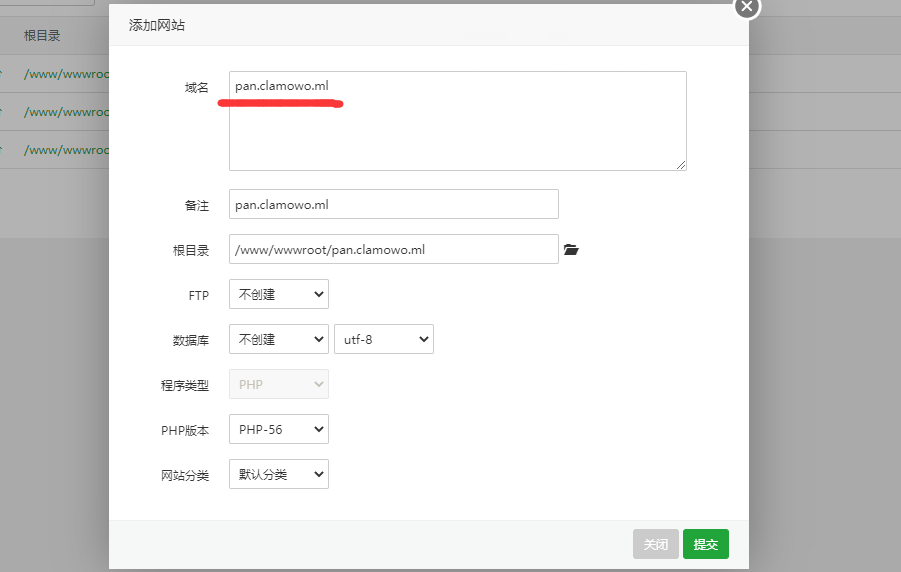 添加网站
根目录
/www/wwwroo
/www/wwwroo
/www/wwwroo
域名
pan.clamowo.ml
备注
pan.clamowo.ml
根目录
/www/wwwroot/pan.clamowo.ml
FTP
不创建
数据库
不创建 utf-8
程序类型
PHP
PHP版本
PHP-56
网站分类
默认分类
关闭 提交